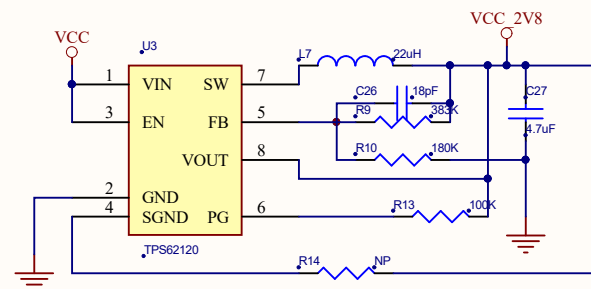 VCC_2V8
VCC
U3
L7 22uH
1 VIN SW 7
C26 18pF C27
R9 383K
3 EN FB 5
4.7uF
R10 180K
VOUT 8
2 GND
4 SGND PG 6
R13 100K
TPS62120
R14 NP